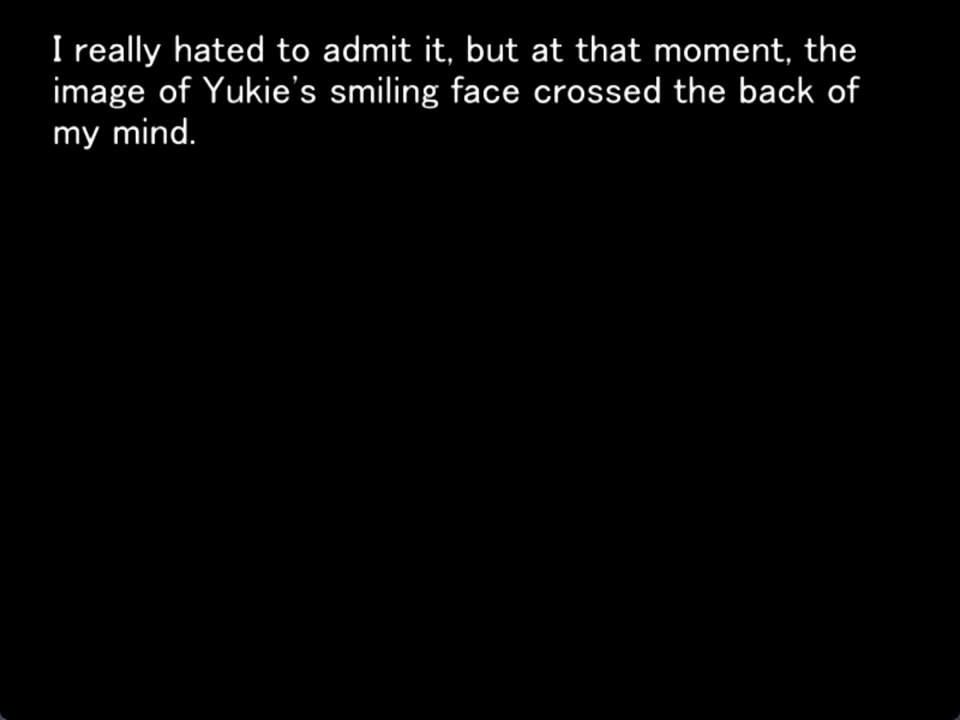 I really hated to admit it, but at that moment, the
image of Yukie's smiling face crossed the back of
my mind.